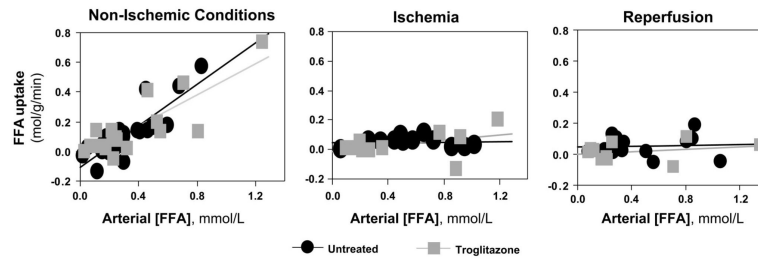 Non-Ischemic Conditions
Ischemia
Reperfusion
FFA uptake
(mol/g/min)
0.8
0.6
0.4
0.2
0.0
-0.2
0.0 0.4 0.8 1.2
Arterial [FFA], mmol/L
0.8
0.6
0.4
0.2
0.0
-0.2
0.0 0.4 0.8 1.2
Arterial [FFA], mmol/L
0.8
0.6
0.4
0.2
0.0
-0.2
0.0 0.4 0.8 1.2
Arterial [FFA], mmol/L
Untreated Troglitazone